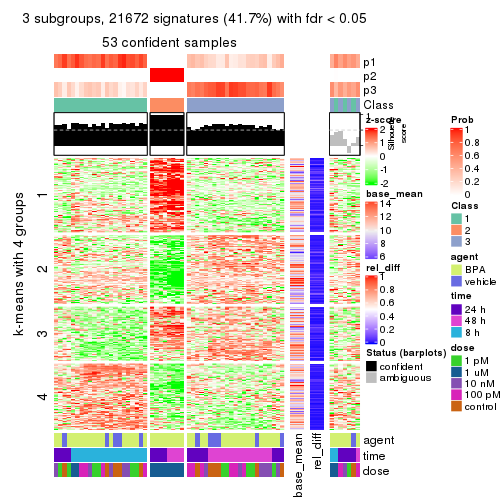 3 subgroups, 21672 signatures (41.7%) with fdr < 0.05
53 confident samples
p1
p2
p3
Class
Silhouette score
k-means with 4 groups
1
2
3
4
agent
time
dose
base_mean
rel_diff
z-score
2
1
0
-1
-2
base_mean
14
12
10
8
6
rel_diff
1
0.8
0.6
0.4
0.2
0
Status (barplots)
confident
ambiguous
Prob
1
0.8
0.6
0.4
0.2
0
Class
1
2
3
agent
BPA
vehicle
time
24 h
48 h
8 h
dose
1 pM
1 uM
10 nM
100 pM
control